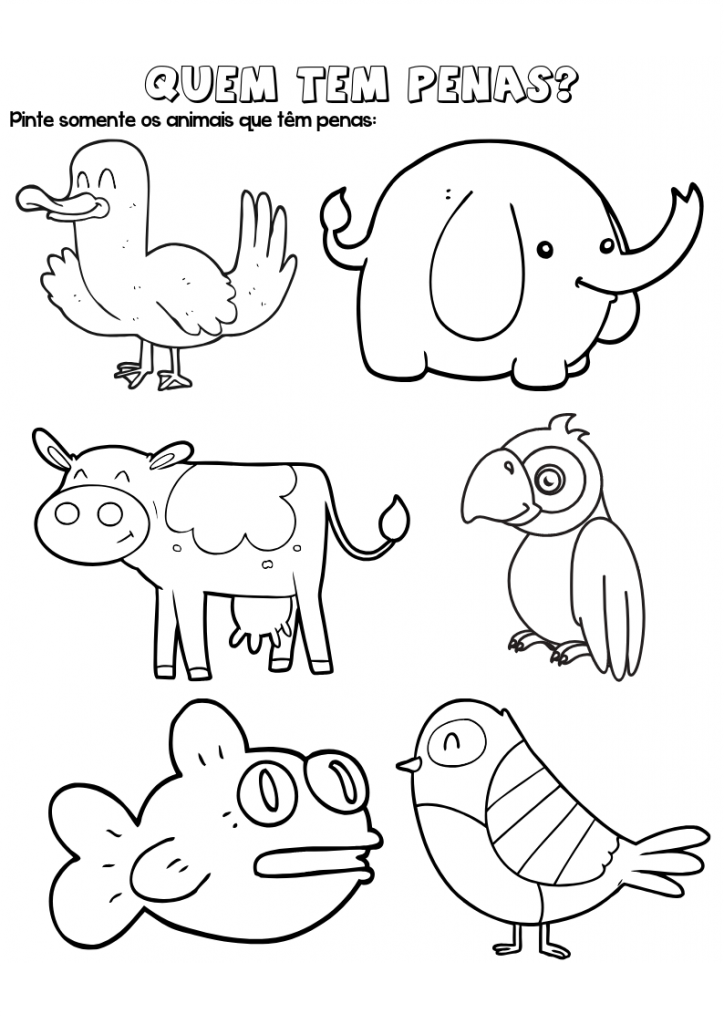 QUEM TEM PENAS?
Pinte somente os animais que têm penas: